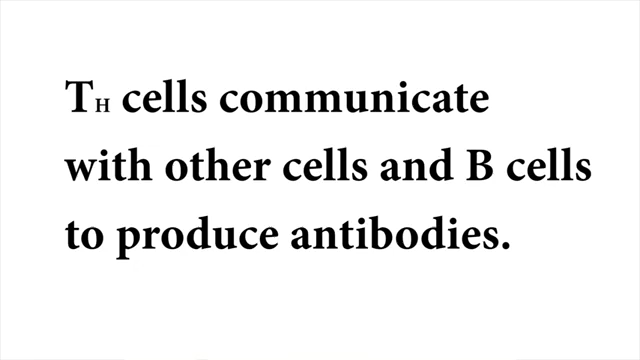 TH cells communicate
with other cells and B cells
to produce antibodies.